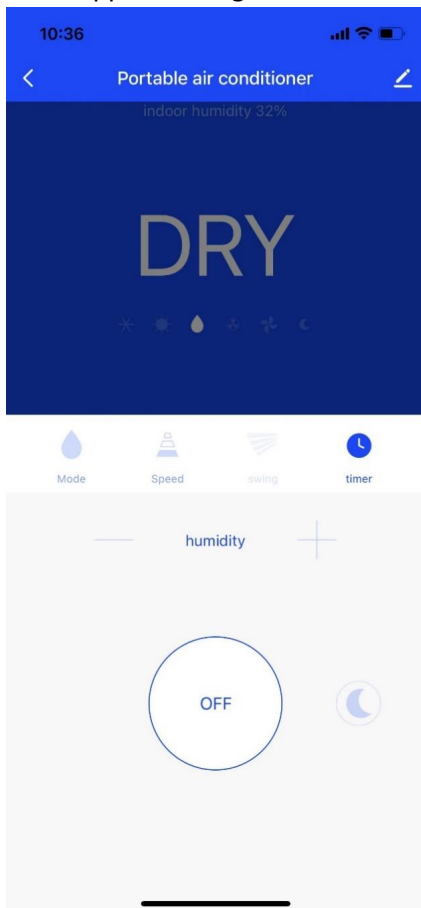 10:36
Portable air conditioner
indoor humidity 32%
DRY
Mode Speed swing timer
humidity
OFF